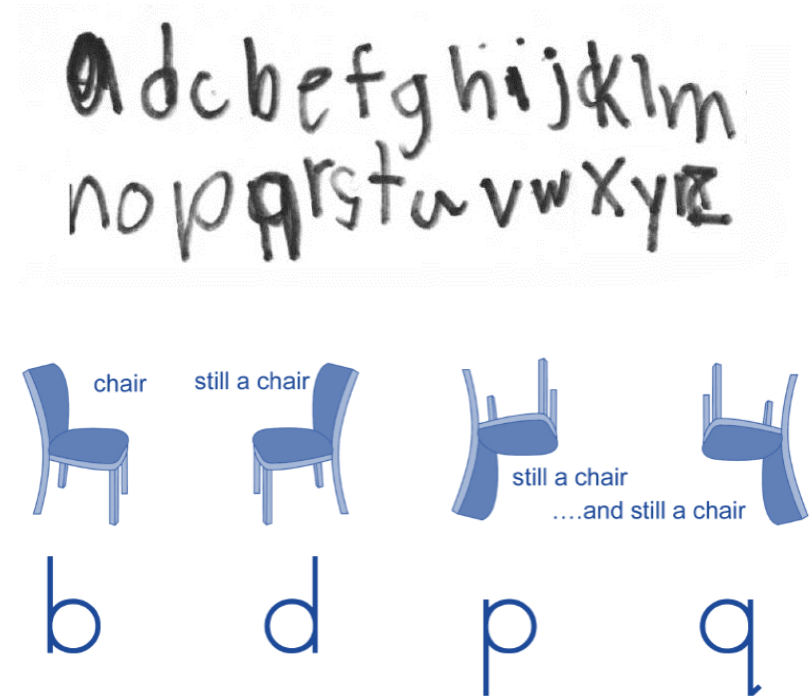 adcbefghijklm
nopqrstuvwxyz
chair still a chair
still a chair
....and still a chair
b d p q